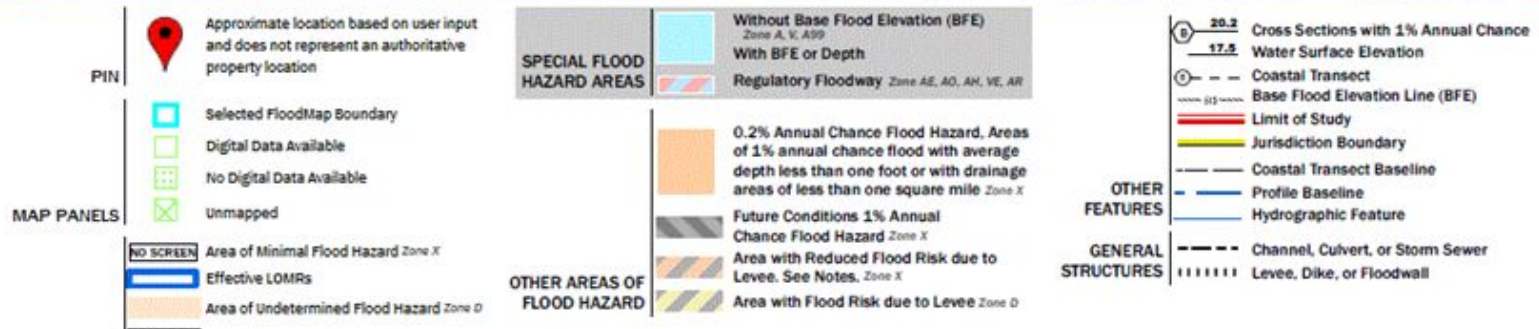 PIN
Approximate location based on user input
and does not represent an authoritative
property location
MAP PANELS
Selected FloodMap Boundary
Digital Data Available
No Digital Data Available
Unmapped
NO SCREEN Area of Minimal Flood Hazard Zone X
Effective LOMRs
Area of Undetermined Flood Hazard Zone D
SPECIAL FLOOD
HAZARD AREAS
Without Base Flood Elevation (BFE)
Zone A, V, A99
With BFE or Depth
Regulatory Floodway Zone AE, AO, AH, VE, AR
OTHER AREAS OF
FLOOD HAZARD
0.2% Annual Chance Flood Hazard, Areas
of 1% annual chance flood with average
depth less than one foot or with drainage
areas of less than one square mile Zone X
Future Conditions 1% Annual
Chance Flood Hazard Zone X
Area with Reduced Flood Risk due to
Levee. See Notes. Zone X
Area with Flood Risk due to Levee Zone D
OTHER
FEATURES
B 20.2 Cross Sections with 1% Annual Chance
17.5 Water Surface Elevation
Coastal Transect
513 Base Flood Elevation Line (BFE)
Limit of Study
Jurisdiction Boundary
Coastal Transect Baseline
Profile Baseline
Hydrographic Feature
GENERAL
STRUCTURES
Channel, Culvert, or Storm Sewer
Levee, Dike, or Floodwall